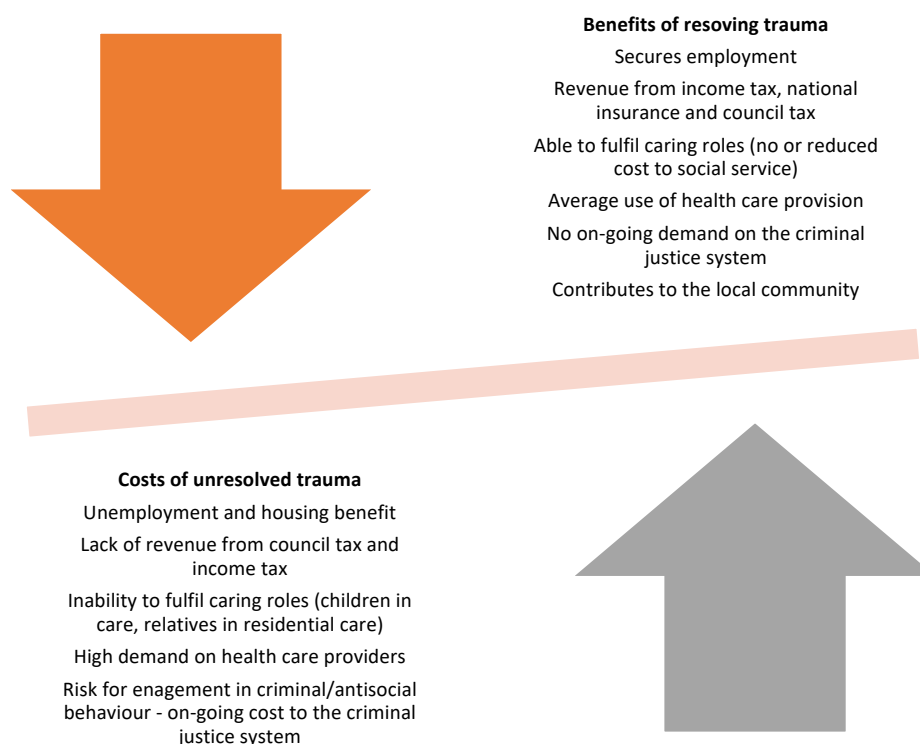 Benefits of resoving trauma
Secures employment
Revenue from income tax, national
insurance and council tax
Able to fulfil caring roles (no or reduced
cost to social service)
Average use of health care provision
No on-going demand on the criminal
justice system
Contributes to the local community
Costs of unresolved trauma
Unemployment and housing benefit
Lack of revenue from council tax and
income tax
Inability to fulfil caring roles (children in
care, relatives in residential care)
High demand on health care providers
Risk for enagement in criminal/antisocial
behaviour - on-going cost to the criminal
justice system